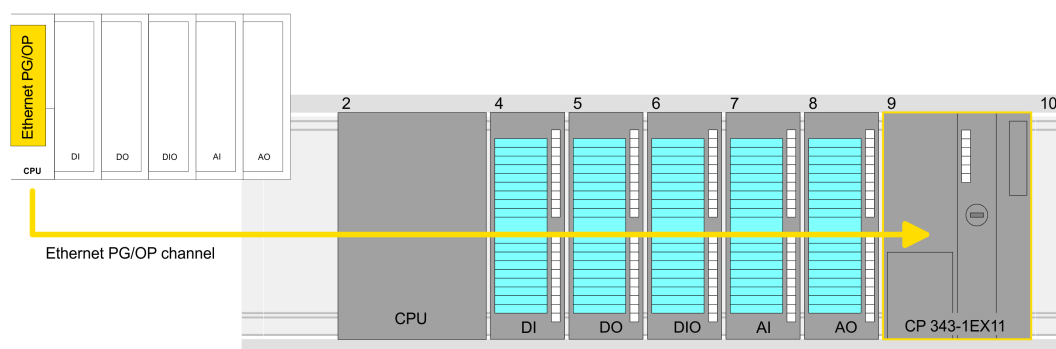 Ethernet PG/OP
CPU
DI
DO
DIO
AI
AO
2
4
5
6
7
8
9
10
Ethernet PG/OP channel
CPU
DI
DO
DIO
AI
AO
CP 343-1EX11